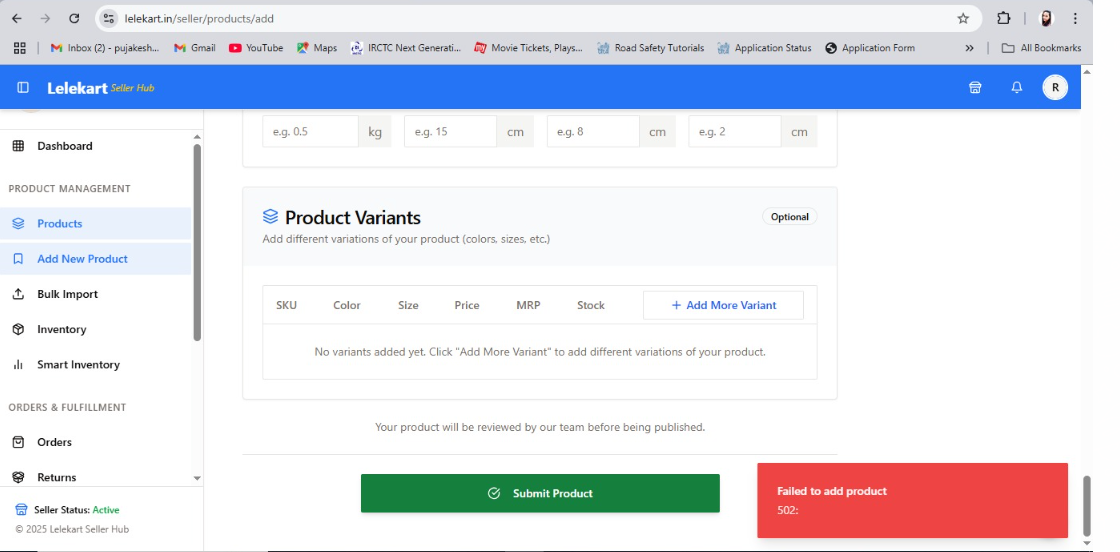 lelekart.in/seller/products/add
Inbox (2) - pujakesh...
Gmail
YouTube
Maps
IRCTC Next Generati...
Movie Tickets, Plays...
Road Safety Tutorials
Application Status
Application Form
»
All Bookmarks
Lelekart Seller Hub
R
Dashboard
PRODUCT MANAGEMENT
Products
Add New Product
Bulk Import
Inventory
Smart Inventory
ORDERS & FULFILLMENT
Orders
Returns
Seller Status: Active
© 2025 Lelekart Seller Hub
e.g. 0.5 kg e.g. 15 cm e.g. 8 cm e.g. 2 cm
Product Variants
Optional
Add different variations of your product (colors, sizes, etc.)
SKU Color Size Price MRP Stock + Add More Variant
No variants added yet. Click "Add More Variant" to add different variations of your product.
Your product will be reviewed by our team before being published.
Submit Product
Failed to add product
502: